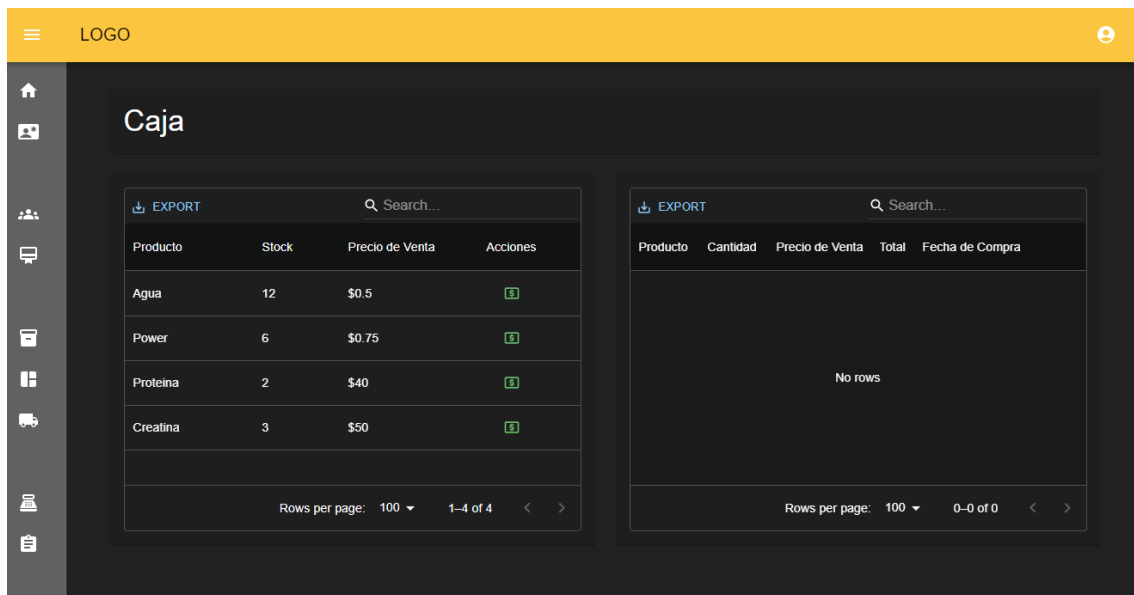 LOGO
Caja
EXPORT Search...
Producto Stock Precio de Venta Acciones
Agua 12 $0.5
Power 6 $0.75
Proteina 2 $40
Creatina 3 $50
Rows per page: 100 1–4 of 4
EXPORT Search...
Producto Cantidad Precio de Venta Total Fecha de Compra
No rows
Rows per page: 100 0–0 of 0